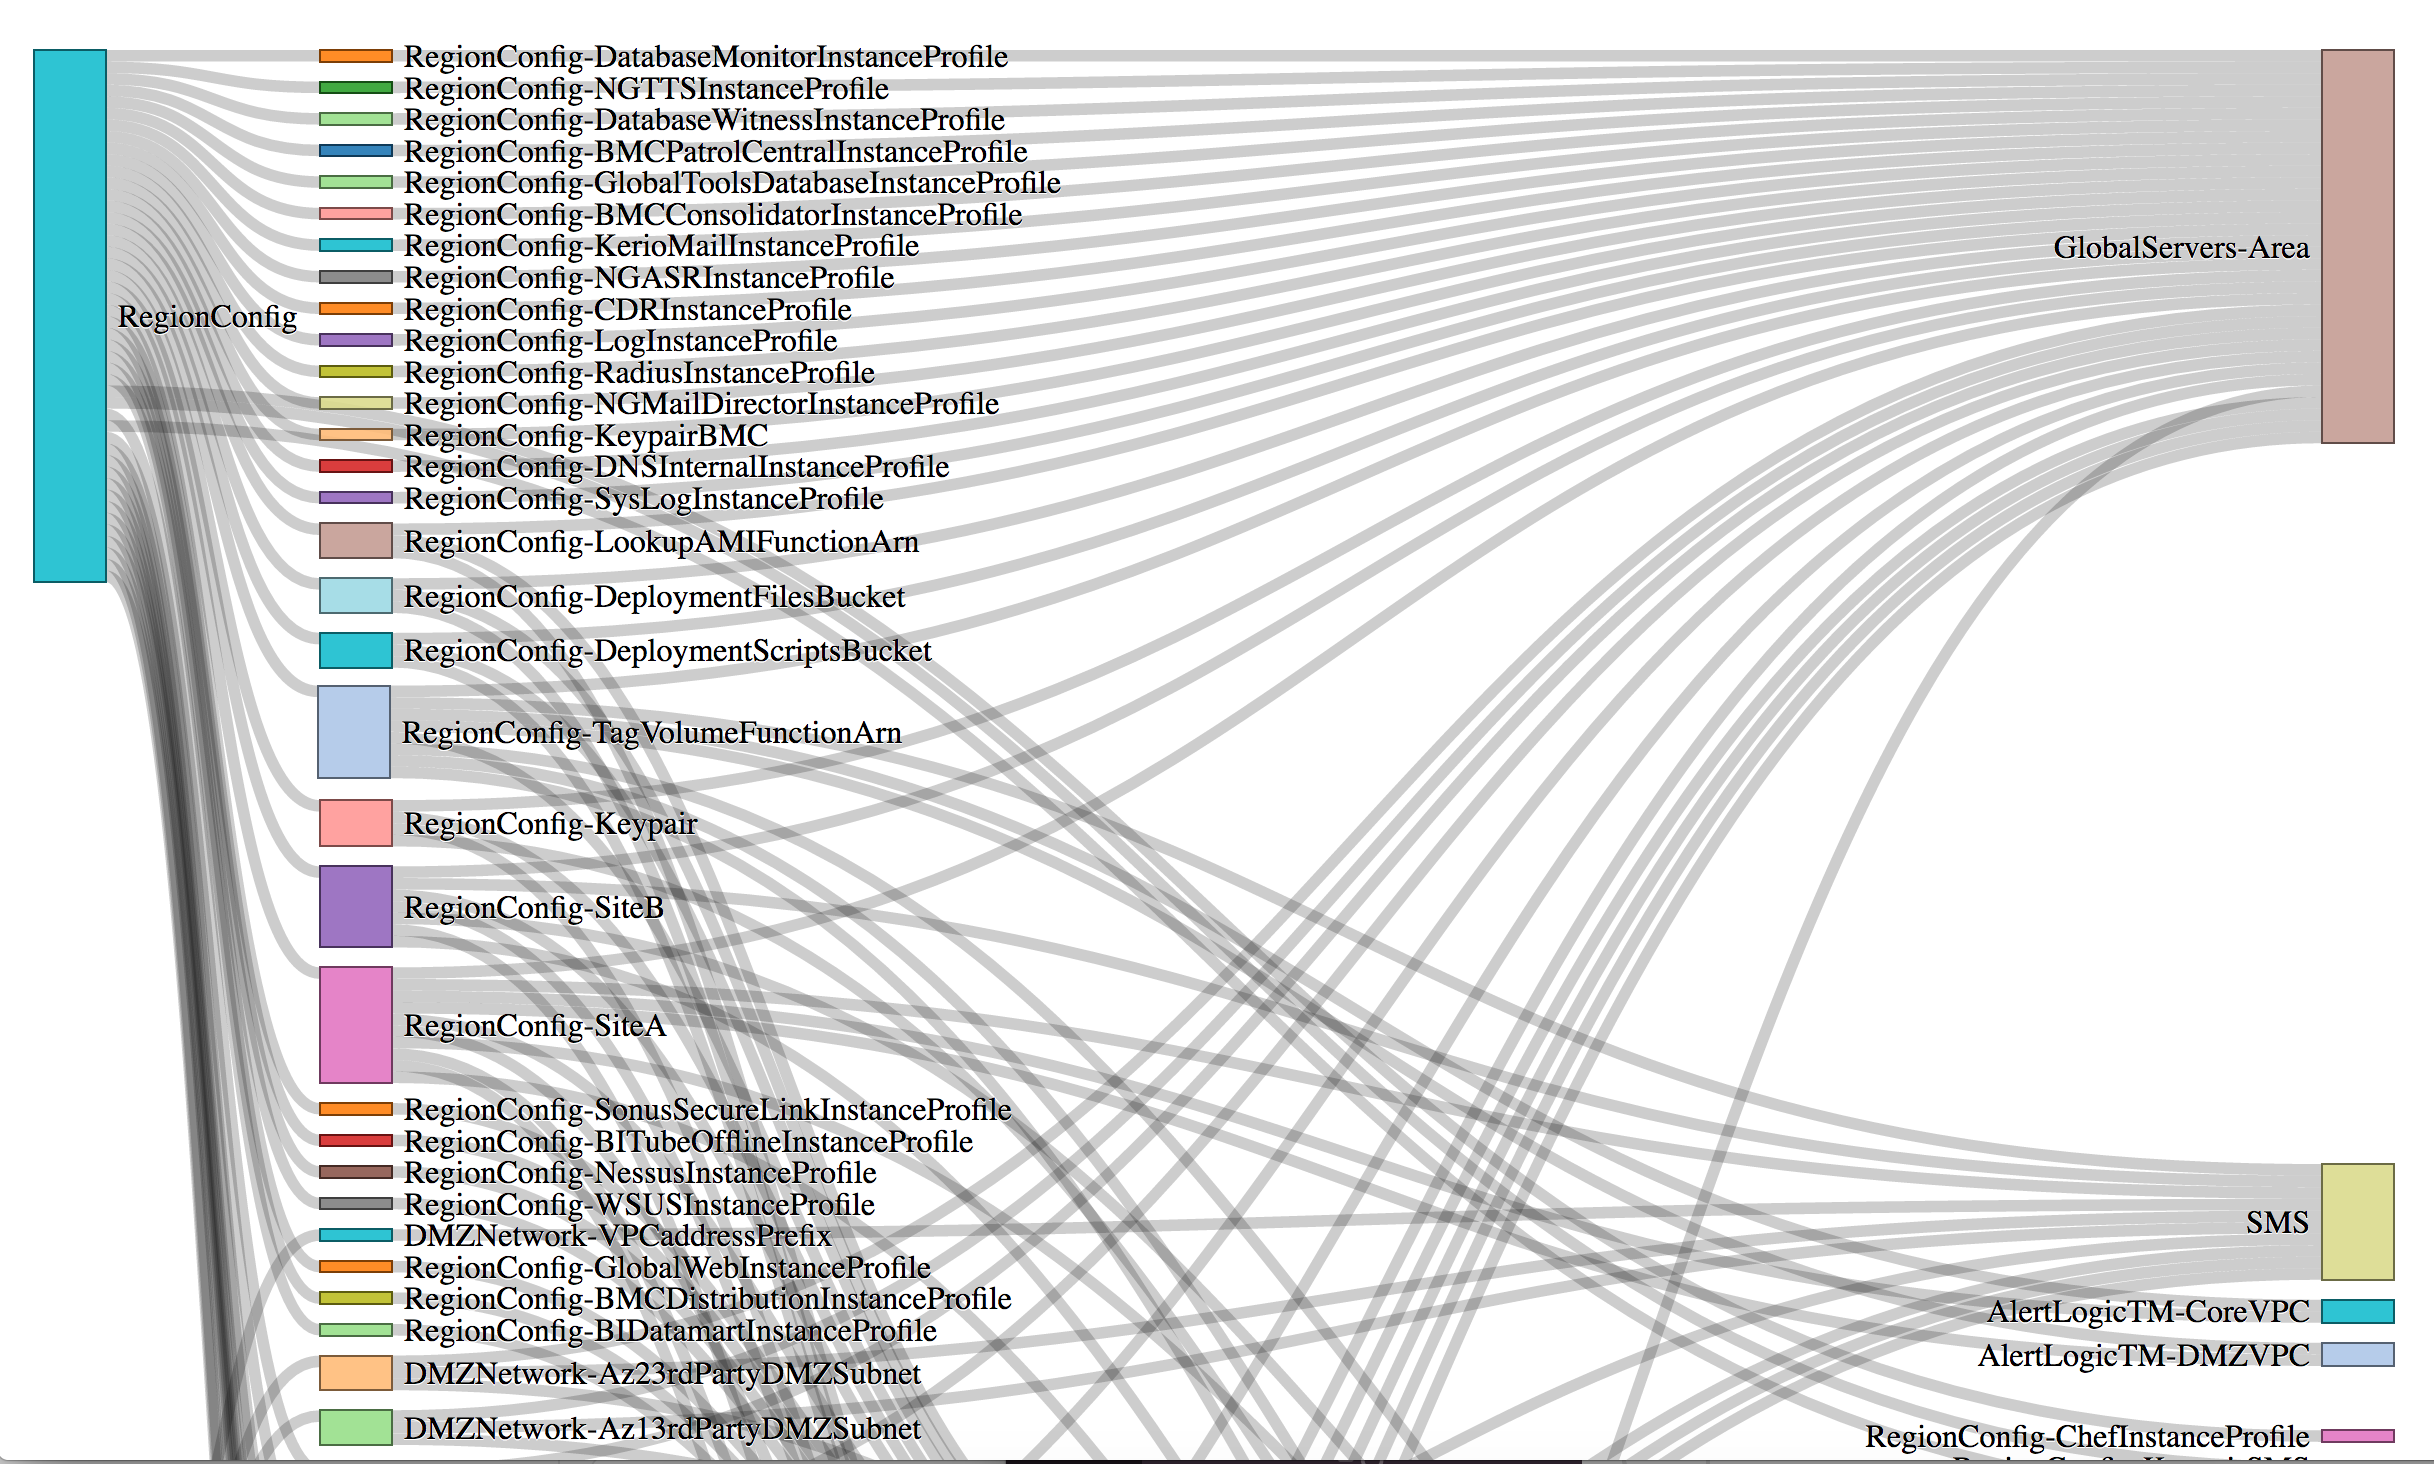 RegionConfig
RegionConfig-DatabaseMonitorInstanceProfile
RegionConfig-NGTTSInstanceProfile
RegionConfig-DatabaseWitnessInstanceProfile
RegionConfig-BMCPatrolCentralInstanceProfile
RegionConfig-GlobalToolsDatabaseInstanceProfile
RegionConfig-BMCConsolidatorInstanceProfile
RegionConfig-KerioMailInstanceProfile
RegionConfig-NGASRInstanceProfile
RegionConfig-CDRInstanceProfile
RegionConfig-LogInstanceProfile
RegionConfig-RadiusInstanceProfile
RegionConfig-NGMailDirectorInstanceProfile
RegionConfig-KeypairBMC
RegionConfig-DNSInternalInstanceProfile
RegionConfig-SysLogInstanceProfile
RegionConfig-LookupAMIFunctionArn
RegionConfig-DeploymentFilesBucket
RegionConfig-DeploymentScriptsBucket
RegionConfig-TagVolumeFunctionArn
RegionConfig-Keypair
RegionConfig-SiteB
RegionConfig-SiteA
RegionConfig-SonusSecureLinkInstanceProfile
RegionConfig-BITubeOfflineInstanceProfile
RegionConfig-NessusInstanceProfile
RegionConfig-WSUSInstanceProfile
DMZNetwork-VPCaddressPrefix
RegionConfig-GlobalWebInstanceProfile
RegionConfig-BMCDistributionInstanceProfile
RegionConfig-BIDatamartInstanceProfile
DMZNetwork-Az23rdPartyDMZSubnet
DMZNetwork-Az13rdPartyDMZSubnet
GlobalServers-Area
SMS
AlertLogicTM-CoreVPC
AlertLogicTM-DMZVPC
RegionConfig-ChefInstanceProfile